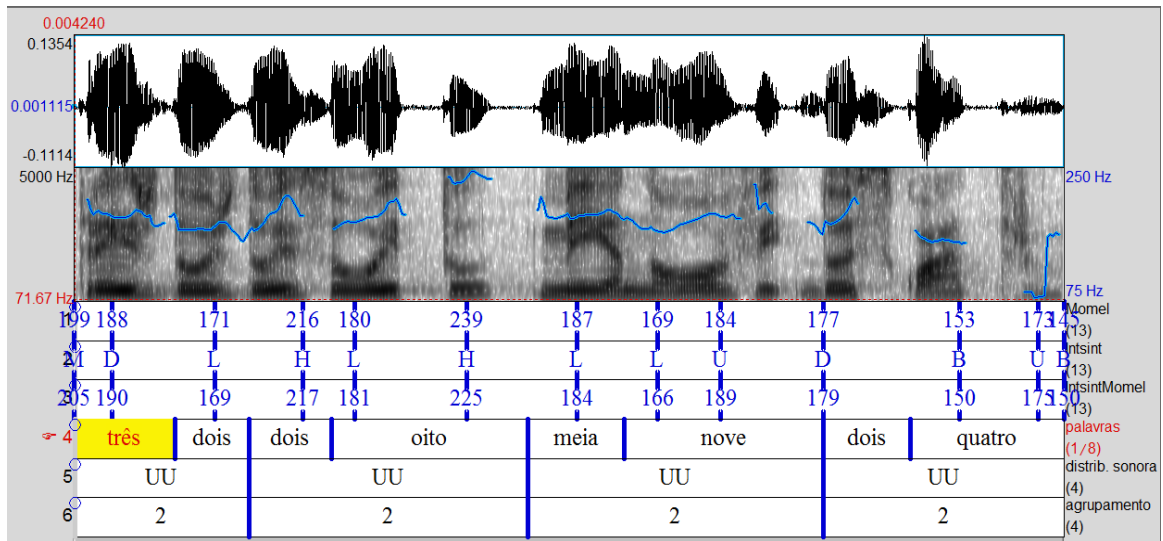 0.004240
0.1354
0.001115
-0.1114
5000 Hz 250 Hz
71.67 Hz 75 Hz
1 199 188 171 216 180 239 187 169 184 177 153 173 145 Momel (13)
2 M D L H L H L L U D B U B Intsint (13)
3 205 190 169 217 181 225 184 166 189 179 150 175 150 IntsintMomel (13)
4 três dois dois oito meia nove dois quatro palavras (1/8)
5 UU UU UU UU distrib. sonora (4)
6 2 2 2 2 agrupamento (4)